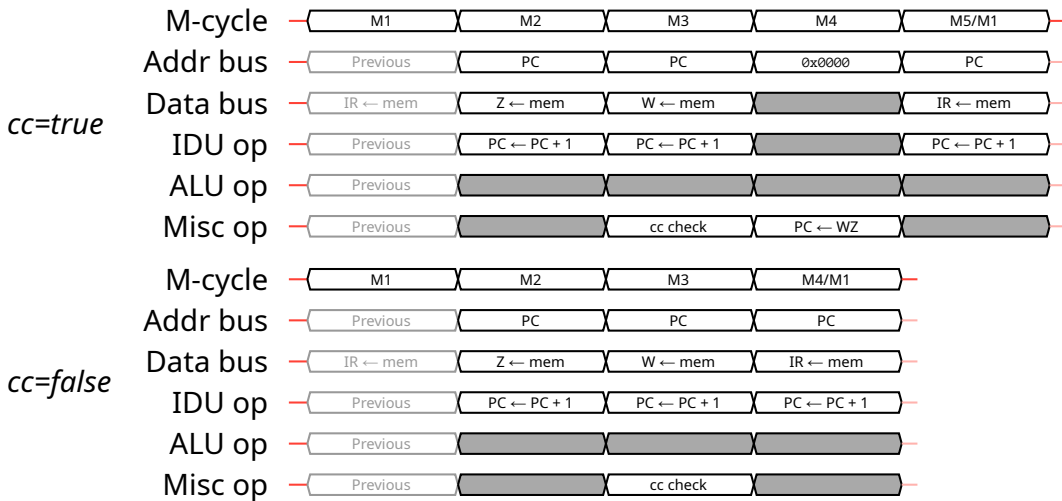 M-cycle M1 M2 M3 M4 M5/M1
Addr bus Previous PC PC 0x0000 PC
Data bus IR ← mem Z ← mem W ← mem IR ← mem
cc=true
IDU op Previous PC ← PC + 1 PC ← PC + 1 PC ← PC + 1
ALU op Previous
Misc op Previous cc check PC ← WZ
M-cycle M1 M2 M3 M4/M1
Addr bus Previous PC PC PC
Data bus IR ← mem Z ← mem W ← mem IR ← mem
cc=false
IDU op Previous PC ← PC + 1 PC ← PC + 1 PC ← PC + 1
ALU op Previous
Misc op Previous cc check